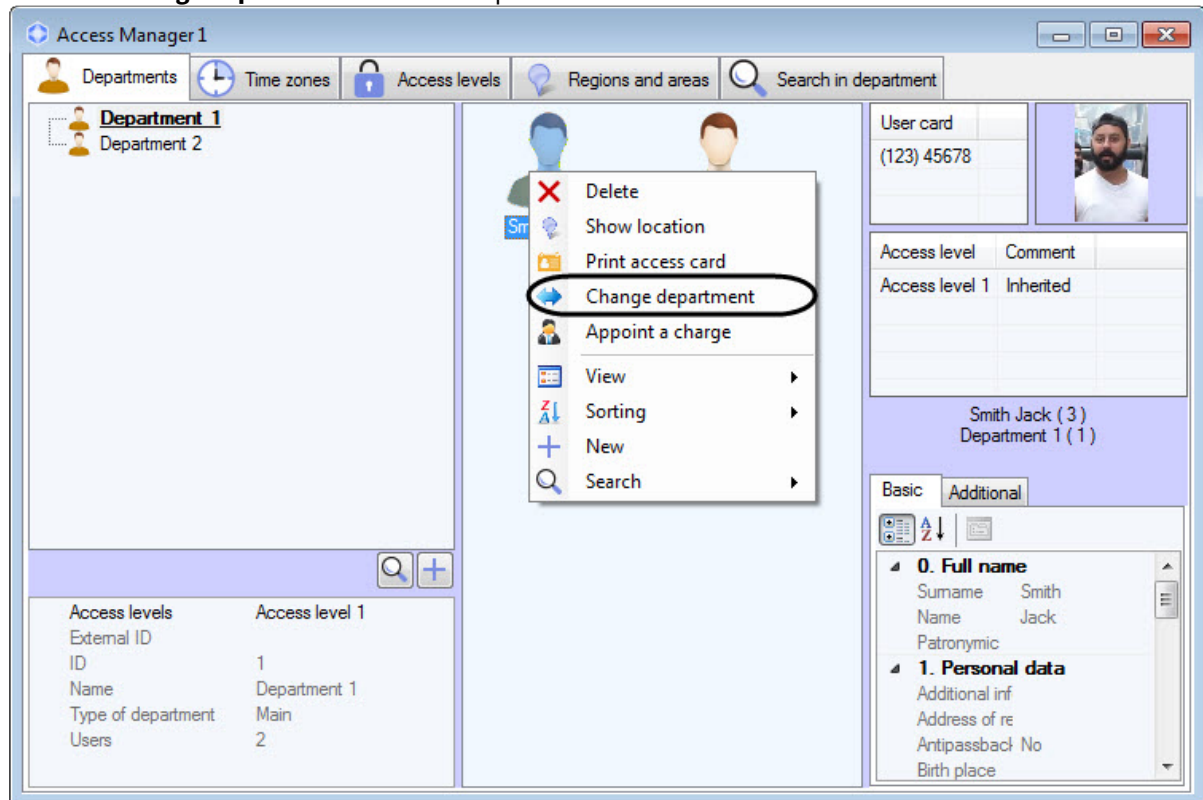 Access Manager 1
Departments Time zones Access levels Regions and areas Search in department
Department 1
Department 2
Sm
Delete
Show location
Print access card
Change department
Appoint a charge
View
Sorting
New
Search
User card
(123) 45678
Access level Comment
Access level 1 Inherited
Smith Jack ( 3 )
Department 1 ( 1 )
Basic Additional
0. Full name
Surname Smith
Name Jack
Patronymic
1. Personal data
Additional inf
Address of re
Antipassbacl No
Birth place
Access levels Access level 1
External ID
ID 1
Name Department 1
Type of department Main
Users 2